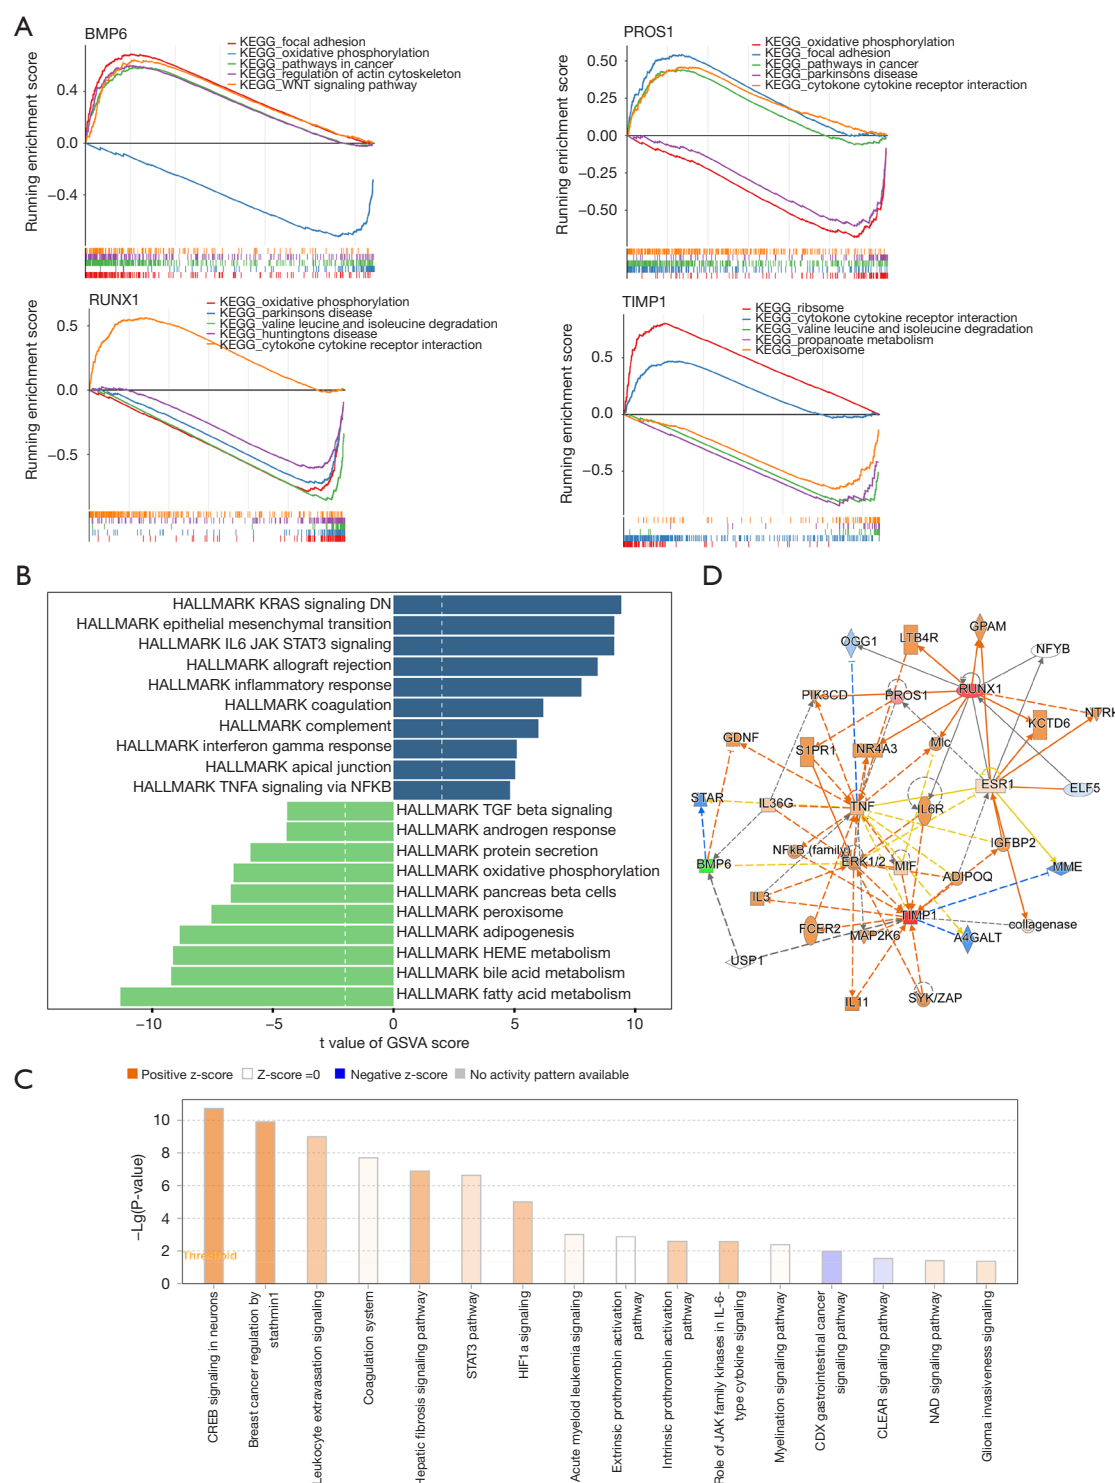 A
BMP6
KEGG_focal adhesion
KEGG_oxidative phosphorylation
KEGG_pathways in cancer
KEGG_regulation of actin cytoskeleton
KEGG_WNT signaling pathway
Running enrichment score
0.4
0.0
−0.4
PROS1
KEGG_oxidative phosphorylation
KEGG_focal adhesion
KEGG_pathways in cancer
KEGG_parkinsons disease
KEGG_cytokone cytokine receptor interaction
Running enrichment score
0.50
0.25
0.00
−0.25
−0.50
RUNX1
KEGG_oxidative phosphorylation
KEGG_parkinsons disease
KEGG_valine leucine and isoleucine degradation
KEGG_huntingtons disease
KEGG_cytokone cytokine receptor interaction
Running enrichment score
0.5
0.0
−0.5
TIMP1
KEGG_ribsome
KEGG_cytokone cytokine receptor interaction
KEGG_valine leucine and isoleucine degradation
KEGG_propanoate metabolism
KEGG_peroxisome
Running enrichment score
0.5
0.0
−0.5
B
HALLMARK KRAS signaling DN
HALLMARK epithelial mesenchymal transition
HALLMARK IL6 JAK STAT3 signaling
HALLMARK allograft rejection
HALLMARK inflammatory response
HALLMARK coagulation
HALLMARK complement
HALLMARK interferon gamma response
HALLMARK apical junction
HALLMARK TNFA signaling via NFKB
HALLMARK TGF beta signaling
HALLMARK androgen response
HALLMARK protein secretion
HALLMARK oxidative phosphorylation
HALLMARK pancreas beta cells
HALLMARK peroxisome
HALLMARK adipogenesis
HALLMARK HEME metabolism
HALLMARK bile acid metabolism
HALLMARK fatty acid metabolism
−10 −5 0 5 10
t value of GSVA score
D
OGG1
LTB4R
GPAM
NFYB
PIK3CD
PROS1
RUNX1
NTRK
KCTD6
GDNF
S1PR1
NR4A3
Mlc
STAR
IL36G
TNF
IL6R
ESR1
ELF5
NFkB (family)
IGFBP2
BMP6
ERK1/2
MIF
ADIPOQ
MME
IL3
TIMP1
FCER2
MAP2K6
A4GALT
collagenase
USP1
IL11
SYK/ZAP
C
Positive z-score
Z-score =0
Negative z-score
No activity pattern available
−Lg(P-value)
10
8
6
4
2
0
Threshold
CREB signaling in neurons
Breast cancer regulation by
stathmin1
Leukocyte extravasation signaling
Coagulation system
Hepatic fibrosis signaling pathway
STAT3 pathway
HIF1a signaling
Acute myeloid leukemia signaling
Extrinsic prothrombin activation
pathway
Intrinsic prothrombin activation
pathway
Role of JAK family kinases in IL-6-
type cytokine signaling
Myelination signaling pathway
CDX gastrointestinal cancer
signaling pathway
CLEAR signaling pathway
NAD signaling pathway
Glioma invasiveness signaling